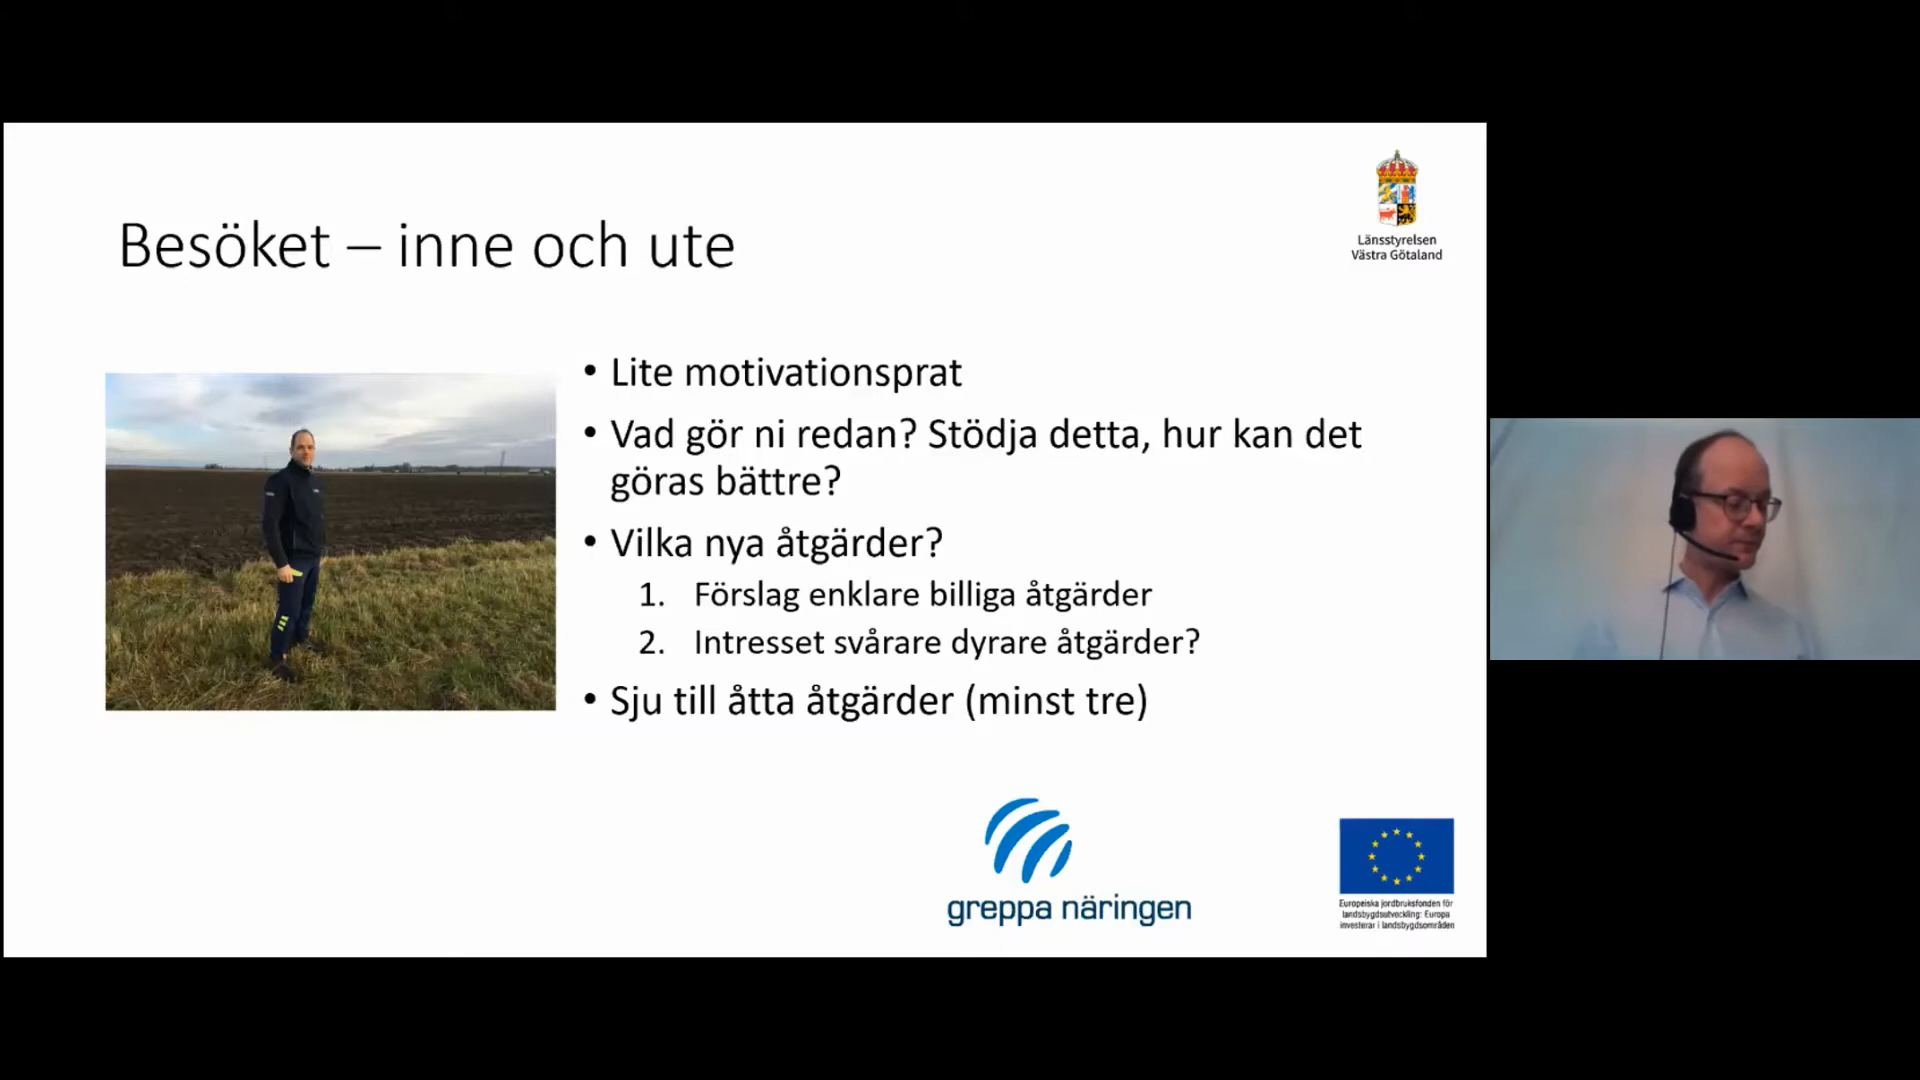 Besöket – inne och ute
Länsstyrelsen
Västra Götaland
• Lite motivationsprat
• Vad gör ni redan? Stödja detta, hur kan det
göras bättre?
• Vilka nya åtgärder?
1. Förslag enklare billiga åtgärder
2. Intresset svårare dyrare åtgärder?
• Sju till åtta åtgärder (minst tre)
greppa näringen
Europeiska jordbruksfonden för
landsbygdsutveckling: Europa
investerar i landsbygdsområden